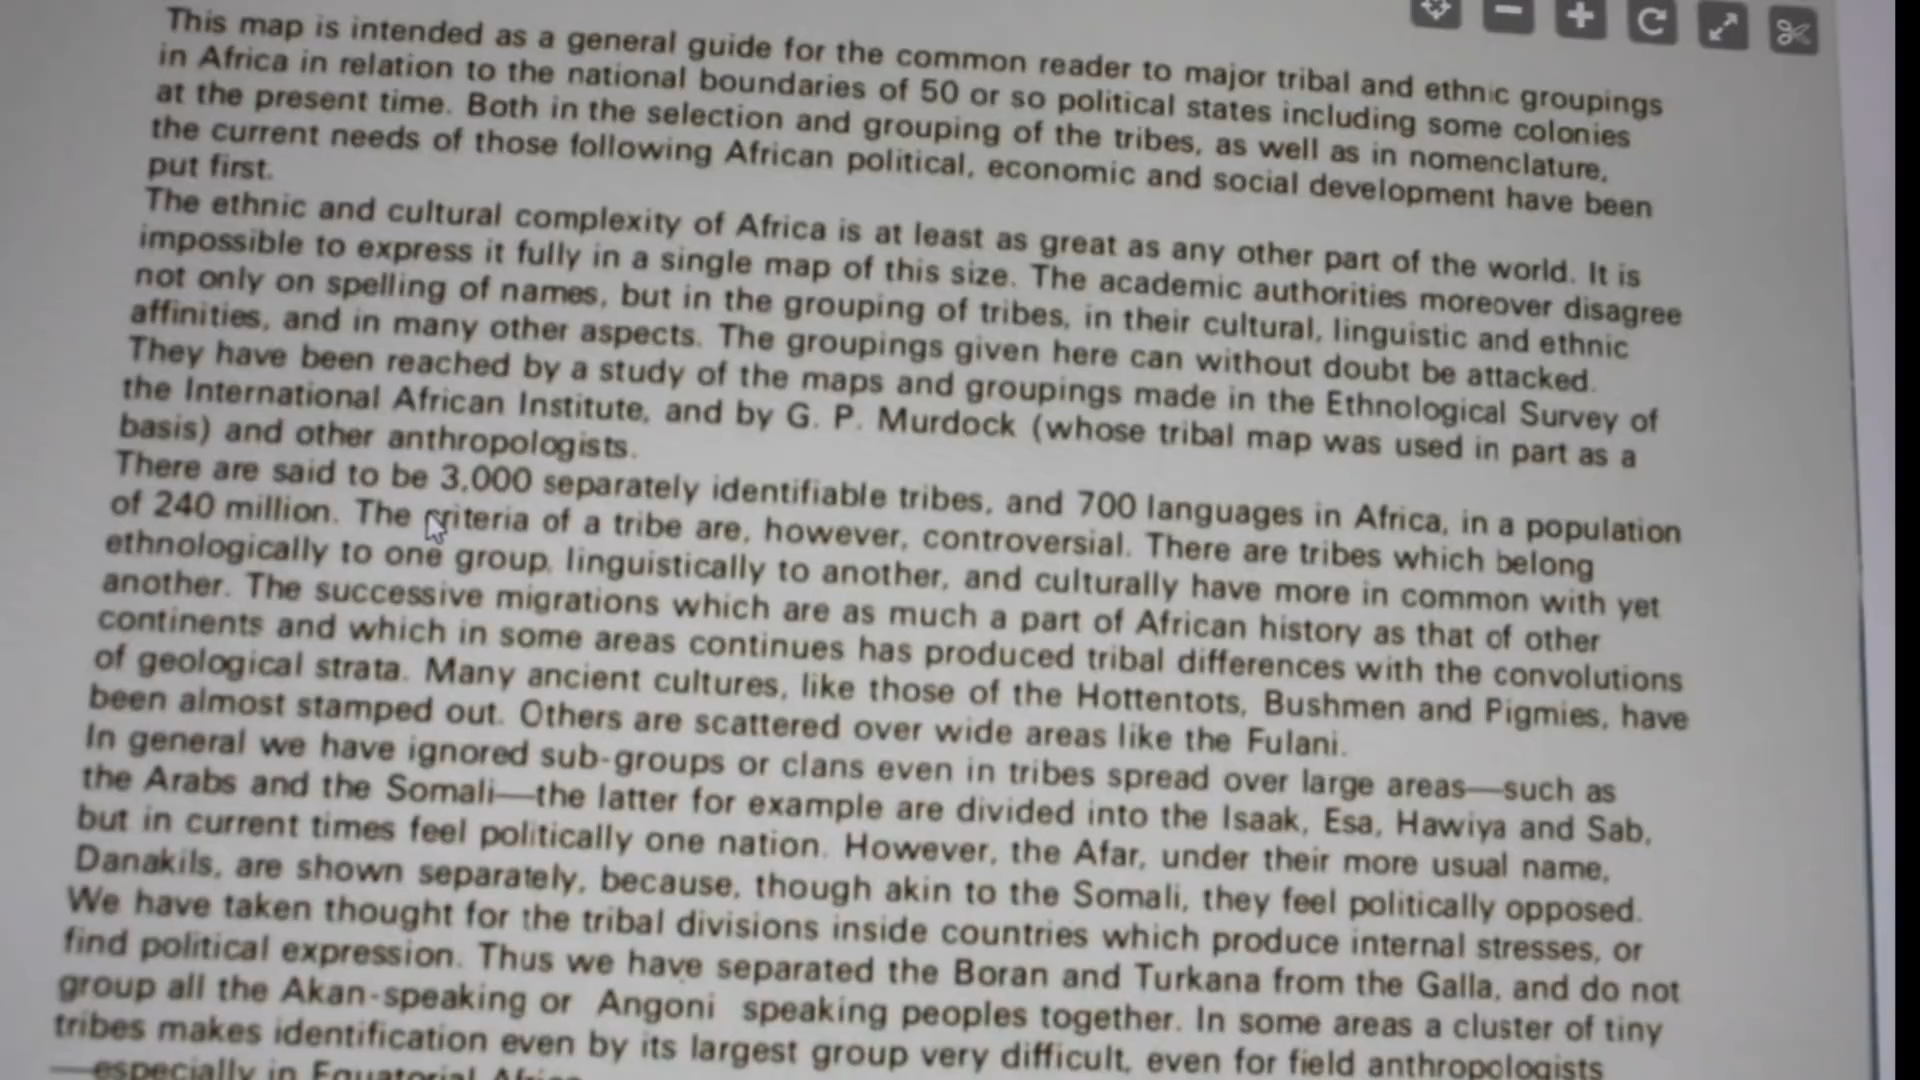 This map is intended as a general guide for the common reader to major tribal and ethnic groupings
in Africa in relation to the national boundaries of 50 or so political states including some colonies
at the present time. Both in the selection and grouping of the tribes, as well as in nomenclature,
the current needs of those following African political, economic and social development have been
put first.
The ethnic and cultural complexity of Africa is at least as great as any other part of the world. It is
impossible to express it fully in a single map of this size. The academic authorities moreover disagree
not only on spelling of names, but in the grouping of tribes, in their cultural, linguistic and ethnic
affinities, and in many other aspects. The groupings given here can without doubt be attacked.
They have been reached by a study of the maps and groupings made in the Ethnological Survey of
the International African Institute, and by G. P. Murdock (whose tribal map was used in part as a
basis) and other anthropologists.
There are said to be 3,000 separately identifiable tribes, and 700 languages in Africa, in a population
of 240 million. The criteria of a tribe are, however, controversial. There are tribes which belong
ethnologically to one group, linguistically to another, and culturally have more in common with yet
another. The successive migrations which are as much a part of African history as that of other
continents and which in some areas continues has produced tribal differences with the convolutions
of geological strata. Many ancient cultures, like those of the Hottentots, Bushmen and Pigmies, have
been almost stamped out. Others are scattered over wide areas like the Fulani.
In general we have ignored sub-groups or clans even in tribes spread over large areas—such as
the Arabs and the Somali—the latter for example are divided into the Isaak, Esa, Hawiya and Sab,
but in current times feel politically one nation. However, the Afar, under their more usual name,
Danakils, are shown separately, because, though akin to the Somali, they feel politically opposed.
We have taken thought for the tribal divisions inside countries which produce internal stresses, or
find political expression. Thus we have separated the Boran and Turkana from the Galla, and do not
group all the Akan-speaking or Angoni speaking peoples together. In some areas a cluster of tiny
tribes makes identification even by its largest group very difficult, even for field anthropologists
—especially in Equatorial Africa